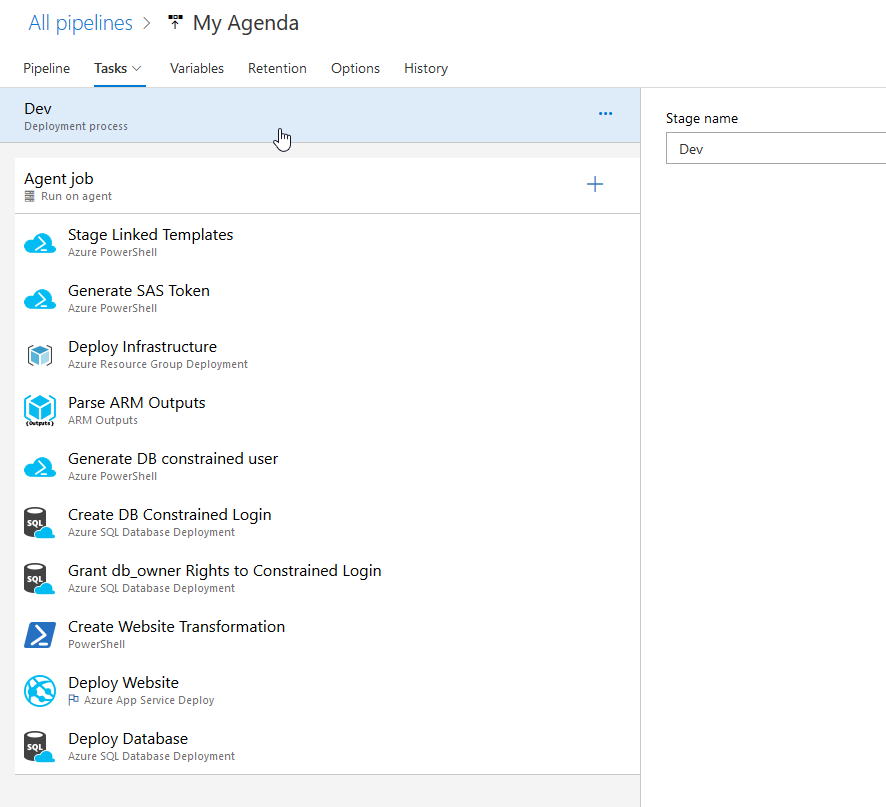 All pipelines > My Agenda
Pipeline Tasks Variables Retention Options History
Dev
Deployment process
...
Stage name
Dev
Agent job
Run on agent
+
Stage Linked Templates
Azure PowerShell
Generate SAS Token
Azure PowerShell
Deploy Infrastructure
Azure Resource Group Deployment
Parse ARM Outputs
ARM Outputs
{Outputs}
Generate DB constrained user
Azure PowerShell
SQL
Create DB Constrained Login
Azure SQL Database Deployment
SQL
Grant db_owner Rights to Constrained Login
Azure SQL Database Deployment
Create Website Transformation
PowerShell
Deploy Website
Azure App Service Deploy
SQL
Deploy Database
Azure SQL Database Deployment